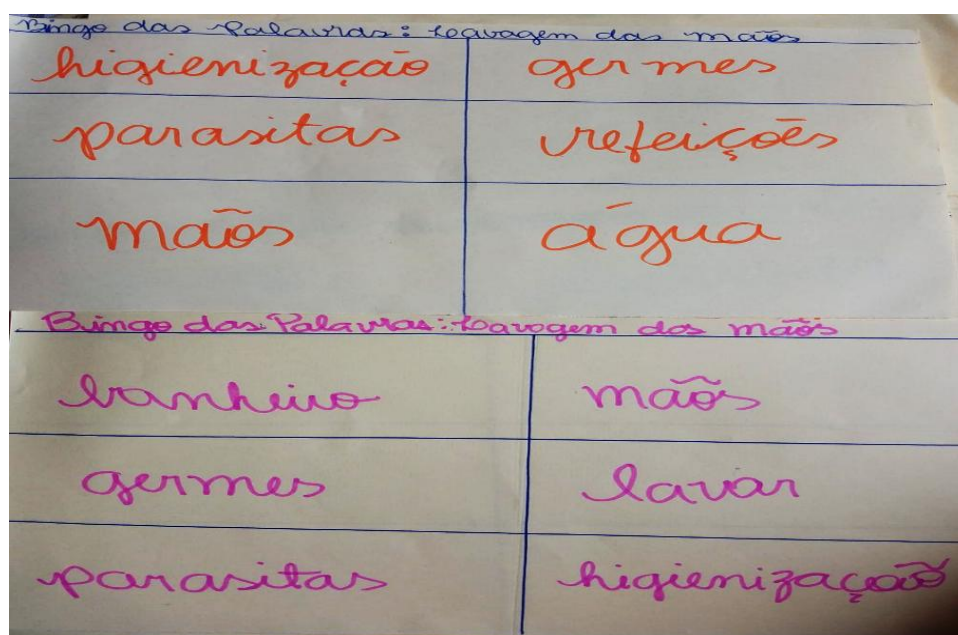 Bingo das Palavras: Lavagem das mãos
higienização germes
parasitas refeições
mãos água
Bingo das Palavras: Lavagem das mãos
banheiro mãos
germes lavar
parasitas higienização